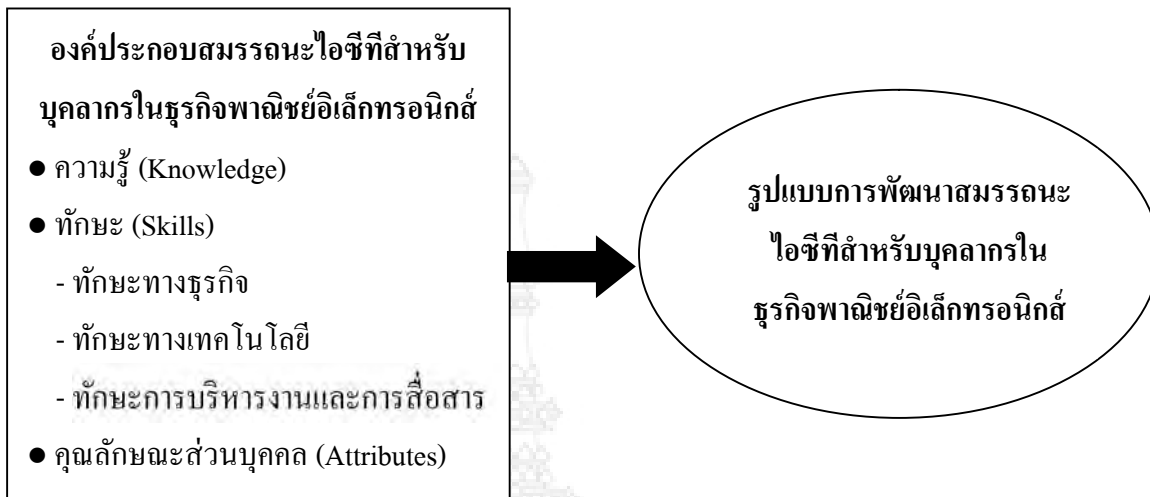 องค์ประกอบสมรรถนะไอซีทีสำหรับ
บุคลากรในธุรกิจพาณิชย์อิเล็กทรอนิกส์
● ความรู้ (Knowledge)
● ทักษะ (Skills)
- ทักษะทางธุรกิจ
- ทักษะทางเทคโนโลยี
- ทักษะการบริหารงานและการสื่อสาร
● คุณลักษณะส่วนบุคคล (Attributes)
รูปแบบการพัฒนาสมรรถนะ
ไอซีทีสำหรับบุคลากรใน
ธุรกิจพาณิชย์อิเล็กทรอนิกส์